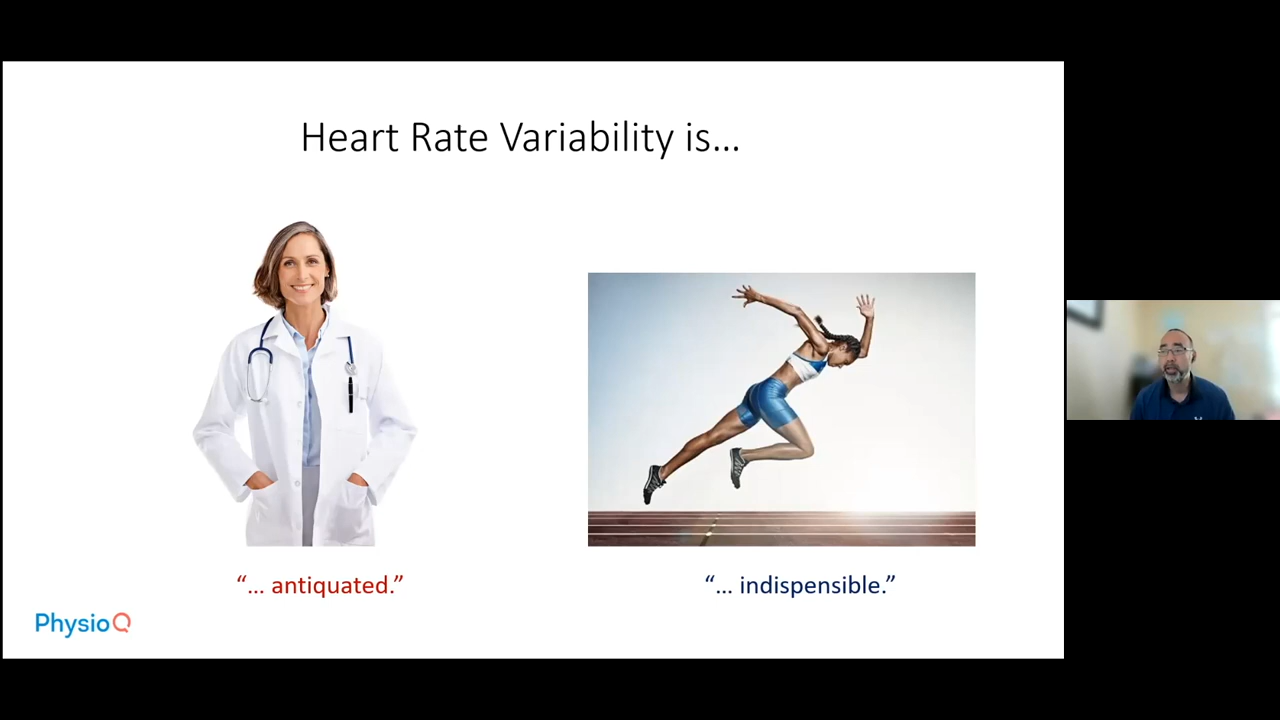 Heart Rate Variability is...
“... antiquated.”
“... indispensible.”
PhysioQ